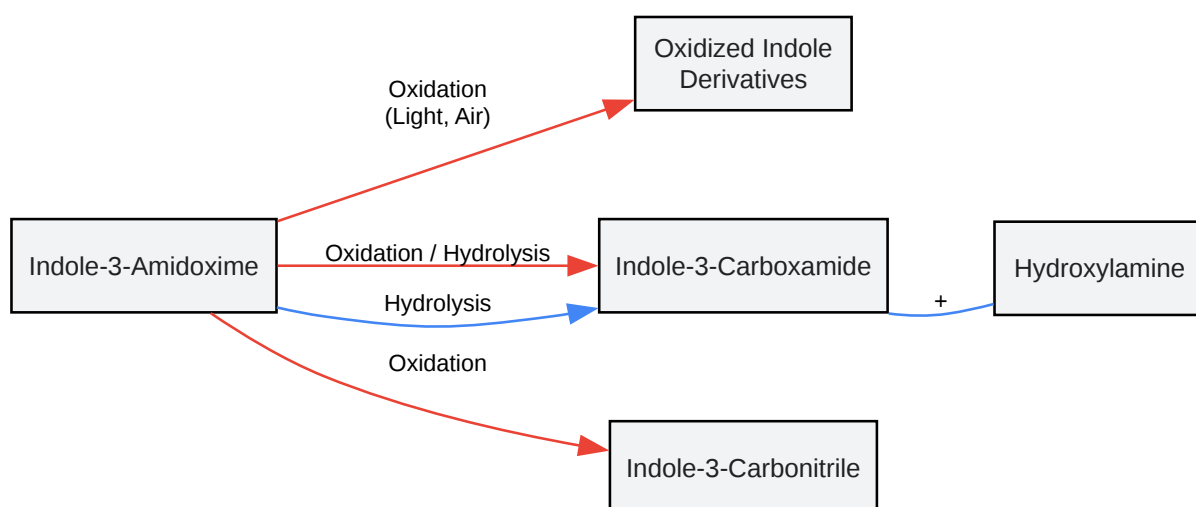 Oxidized Indole
Derivatives
Oxidation
(Light, Air)
Indole-3-Amidoxime
Oxidation / Hydrolysis
Indole-3-Carboxamide
+
Hydroxylamine
Hydrolysis
Oxidation
Indole-3-Carbonitrile